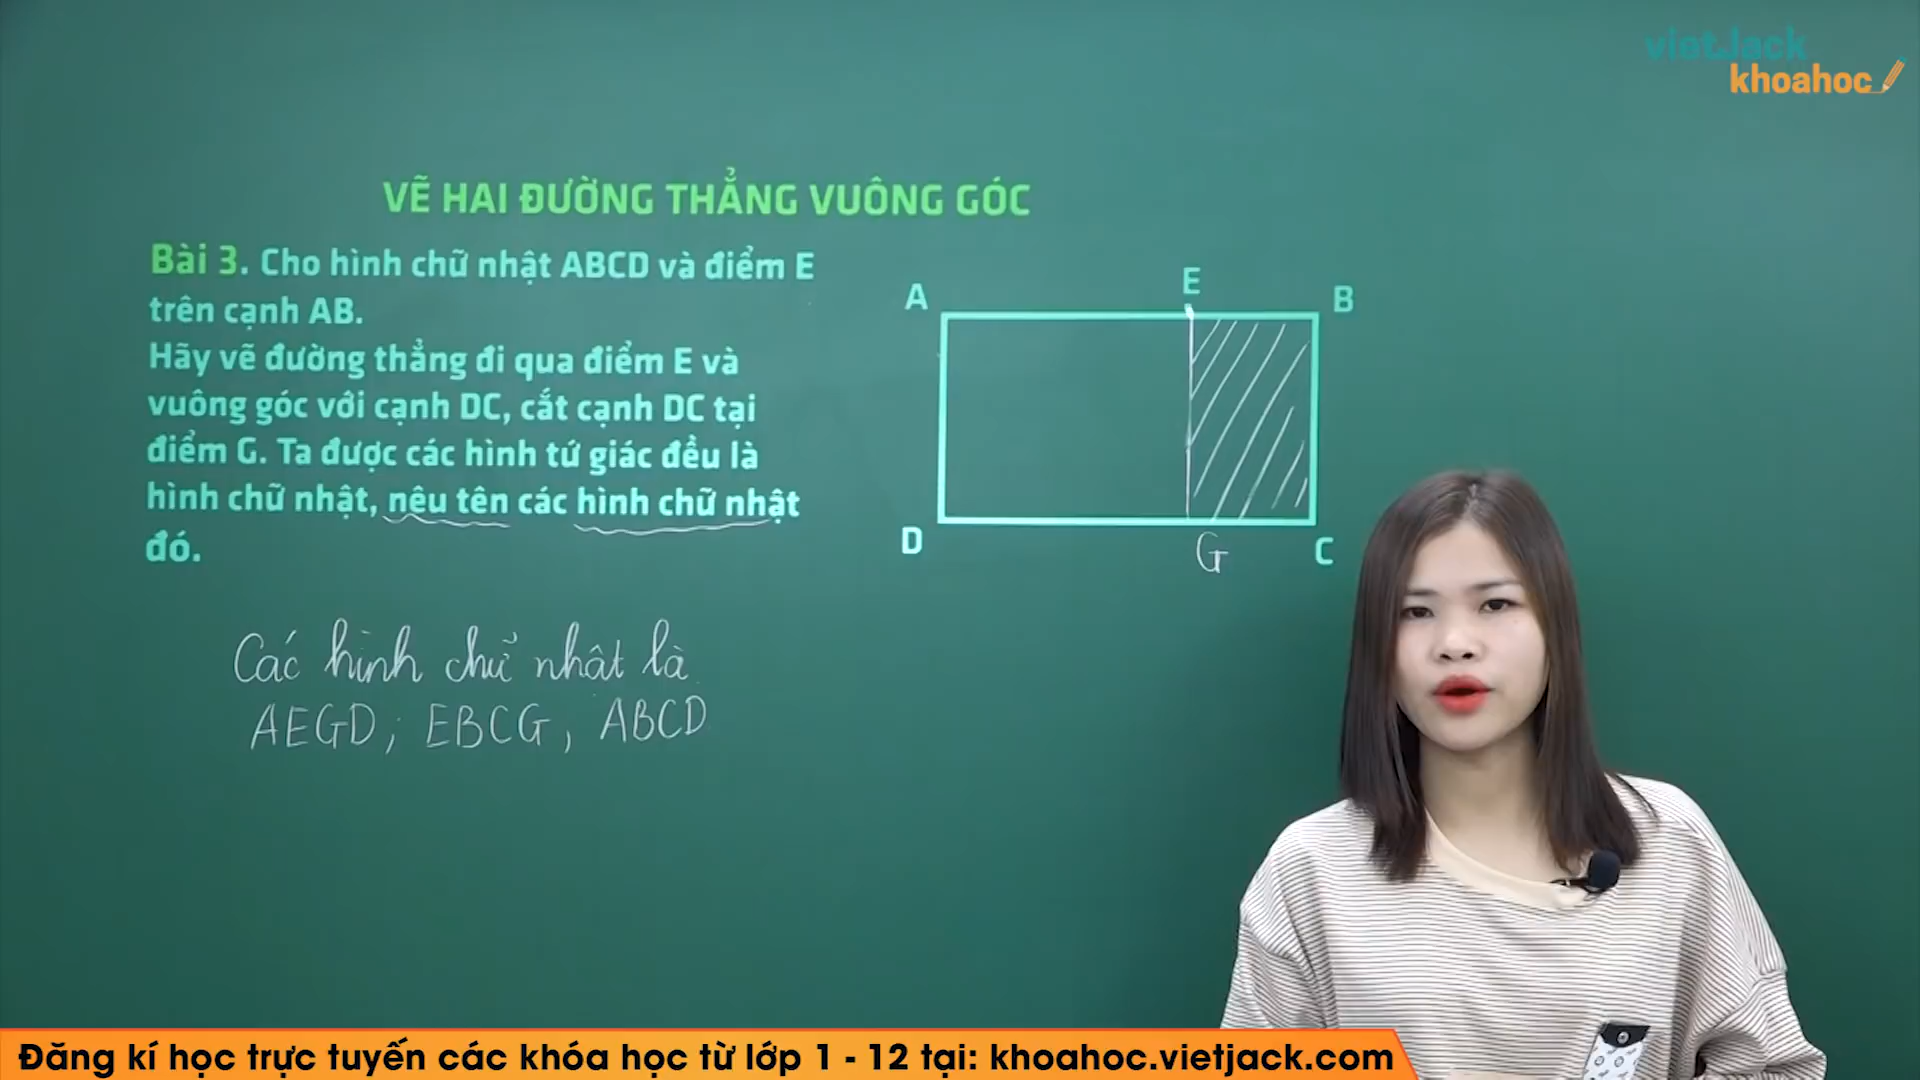 vietJack
khoahoc
VẼ HAI ĐƯỜNG THẲNG VUÔNG GÓC
Bài 3. Cho hình chữ nhật ABCD và điểm E
trên cạnh AB.
Hãy vẽ đường thẳng đi qua điểm E và
vuông góc với cạnh DC, cắt cạnh DC tại
điểm G. Ta được các hình tứ giác đều là
hình chữ nhật, nêu tên các hình chữ nhật
đó.
A
E
B
D
G
C
Các hình chữ nhật là
AEGD; EBCG, ABCD
Đăng kí học trực tuyến các khóa học từ lớp 1 - 12 tại: khoahoc.vietjack.com